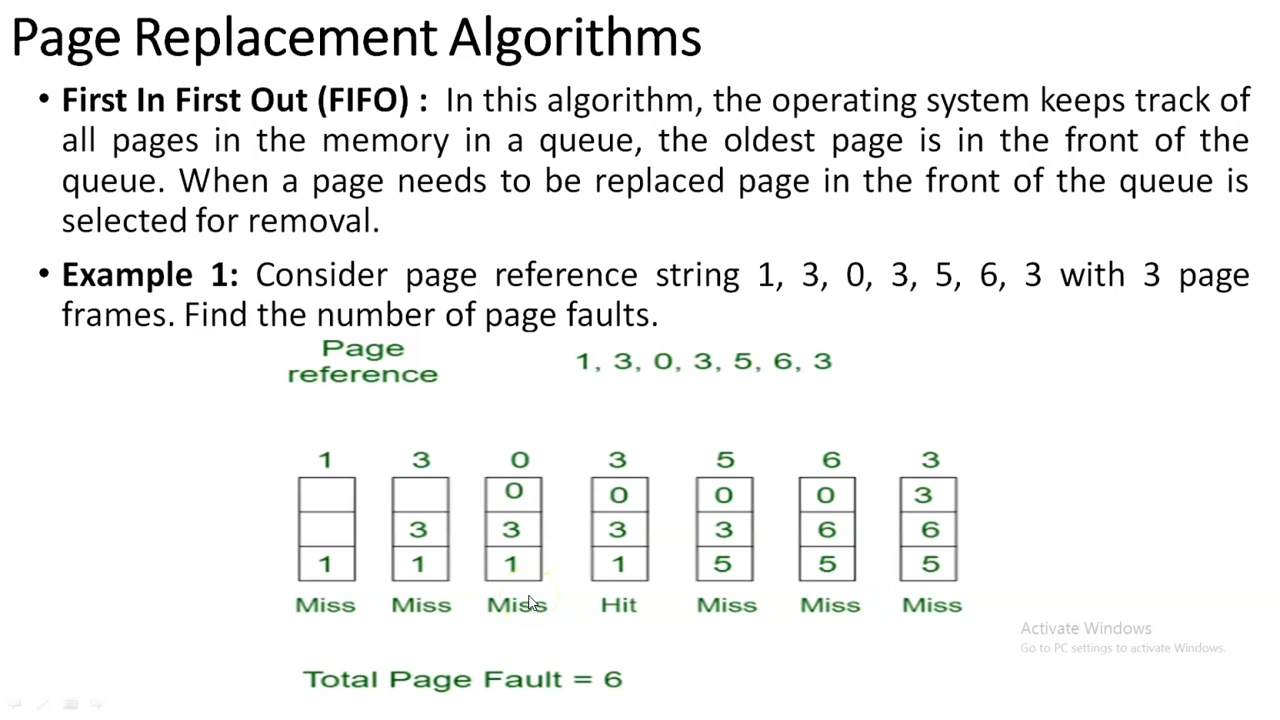 Page Replacement Algorithms
• First In First Out (FIFO) : In this algorithm, the operating system keeps track of
all pages in the memory in a queue, the oldest page is in the front of the
queue. When a page needs to be replaced page in the front of the queue is
selected for removal.
• Example 1: Consider page reference string 1, 3, 0, 3, 5, 6, 3 with 3 page
frames. Find the number of page faults.
Page
reference
1, 3, 0, 3, 5, 6, 3
1 3 0 3 5 6 3
0 0 0 0 3
3 3 3 3 6 6
1 1 1 1 5 5 5
Miss Miss Miss Hit Miss Miss Miss
Total Page Fault = 6
Activate Windows
Go to PC settings to activate Windows.